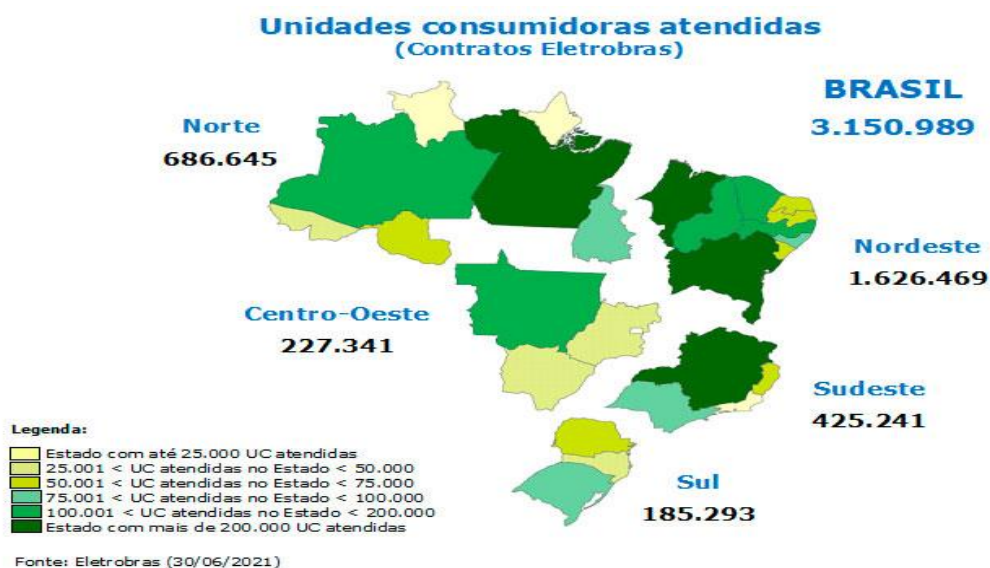 Unidades consumidoras atendidas
(Contratos Eletrobras)
BRASIL
3.150.989
Norte
686.645
Nordeste
1.626.469
Centro-Oeste
227.341
Sudeste
425.241
Sul
185.293
Legenda:
Estado com até 25.000 UC atendidas
25.001 < UC atendidas no Estado < 50.000
50.001 < UC atendidas no Estado < 75.000
75.001 < UC atendidas no Estado < 100.000
100.001 < UC atendidas no Estado < 200.000
Estado com mais de 200.000 UC atendidas
Fonte: Eletrobras (30/06/2021)